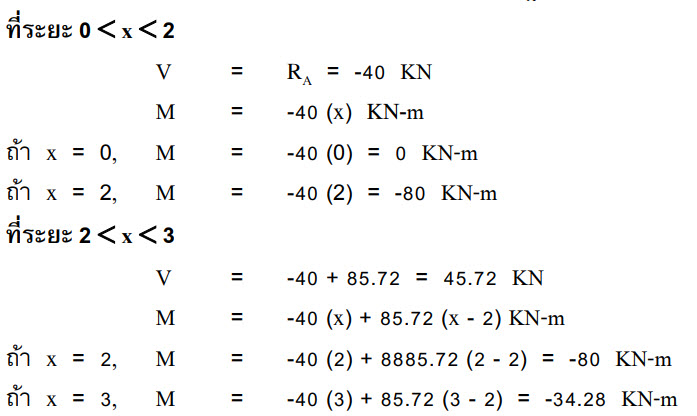 ที่ระยะ 0 < x < 2
V = RA = -40 KN
M = -40 (x) KN-m
ถ้า x = 0, M = -40 (0) = 0 KN-m
ถ้า x = 2, M = -40 (2) = -80 KN-m
ที่ระยะ 2 < x < 3
V = -40 + 85.72 = 45.72 KN
M = -40 (x) + 85.72 (x - 2) KN-m
ถ้า x = 2, M = -40 (2) + 8885.72 (2 - 2) = -80 KN-m
ถ้า x = 3, M = -40 (3) + 85.72 (3 - 2) = -34.28 KN-m